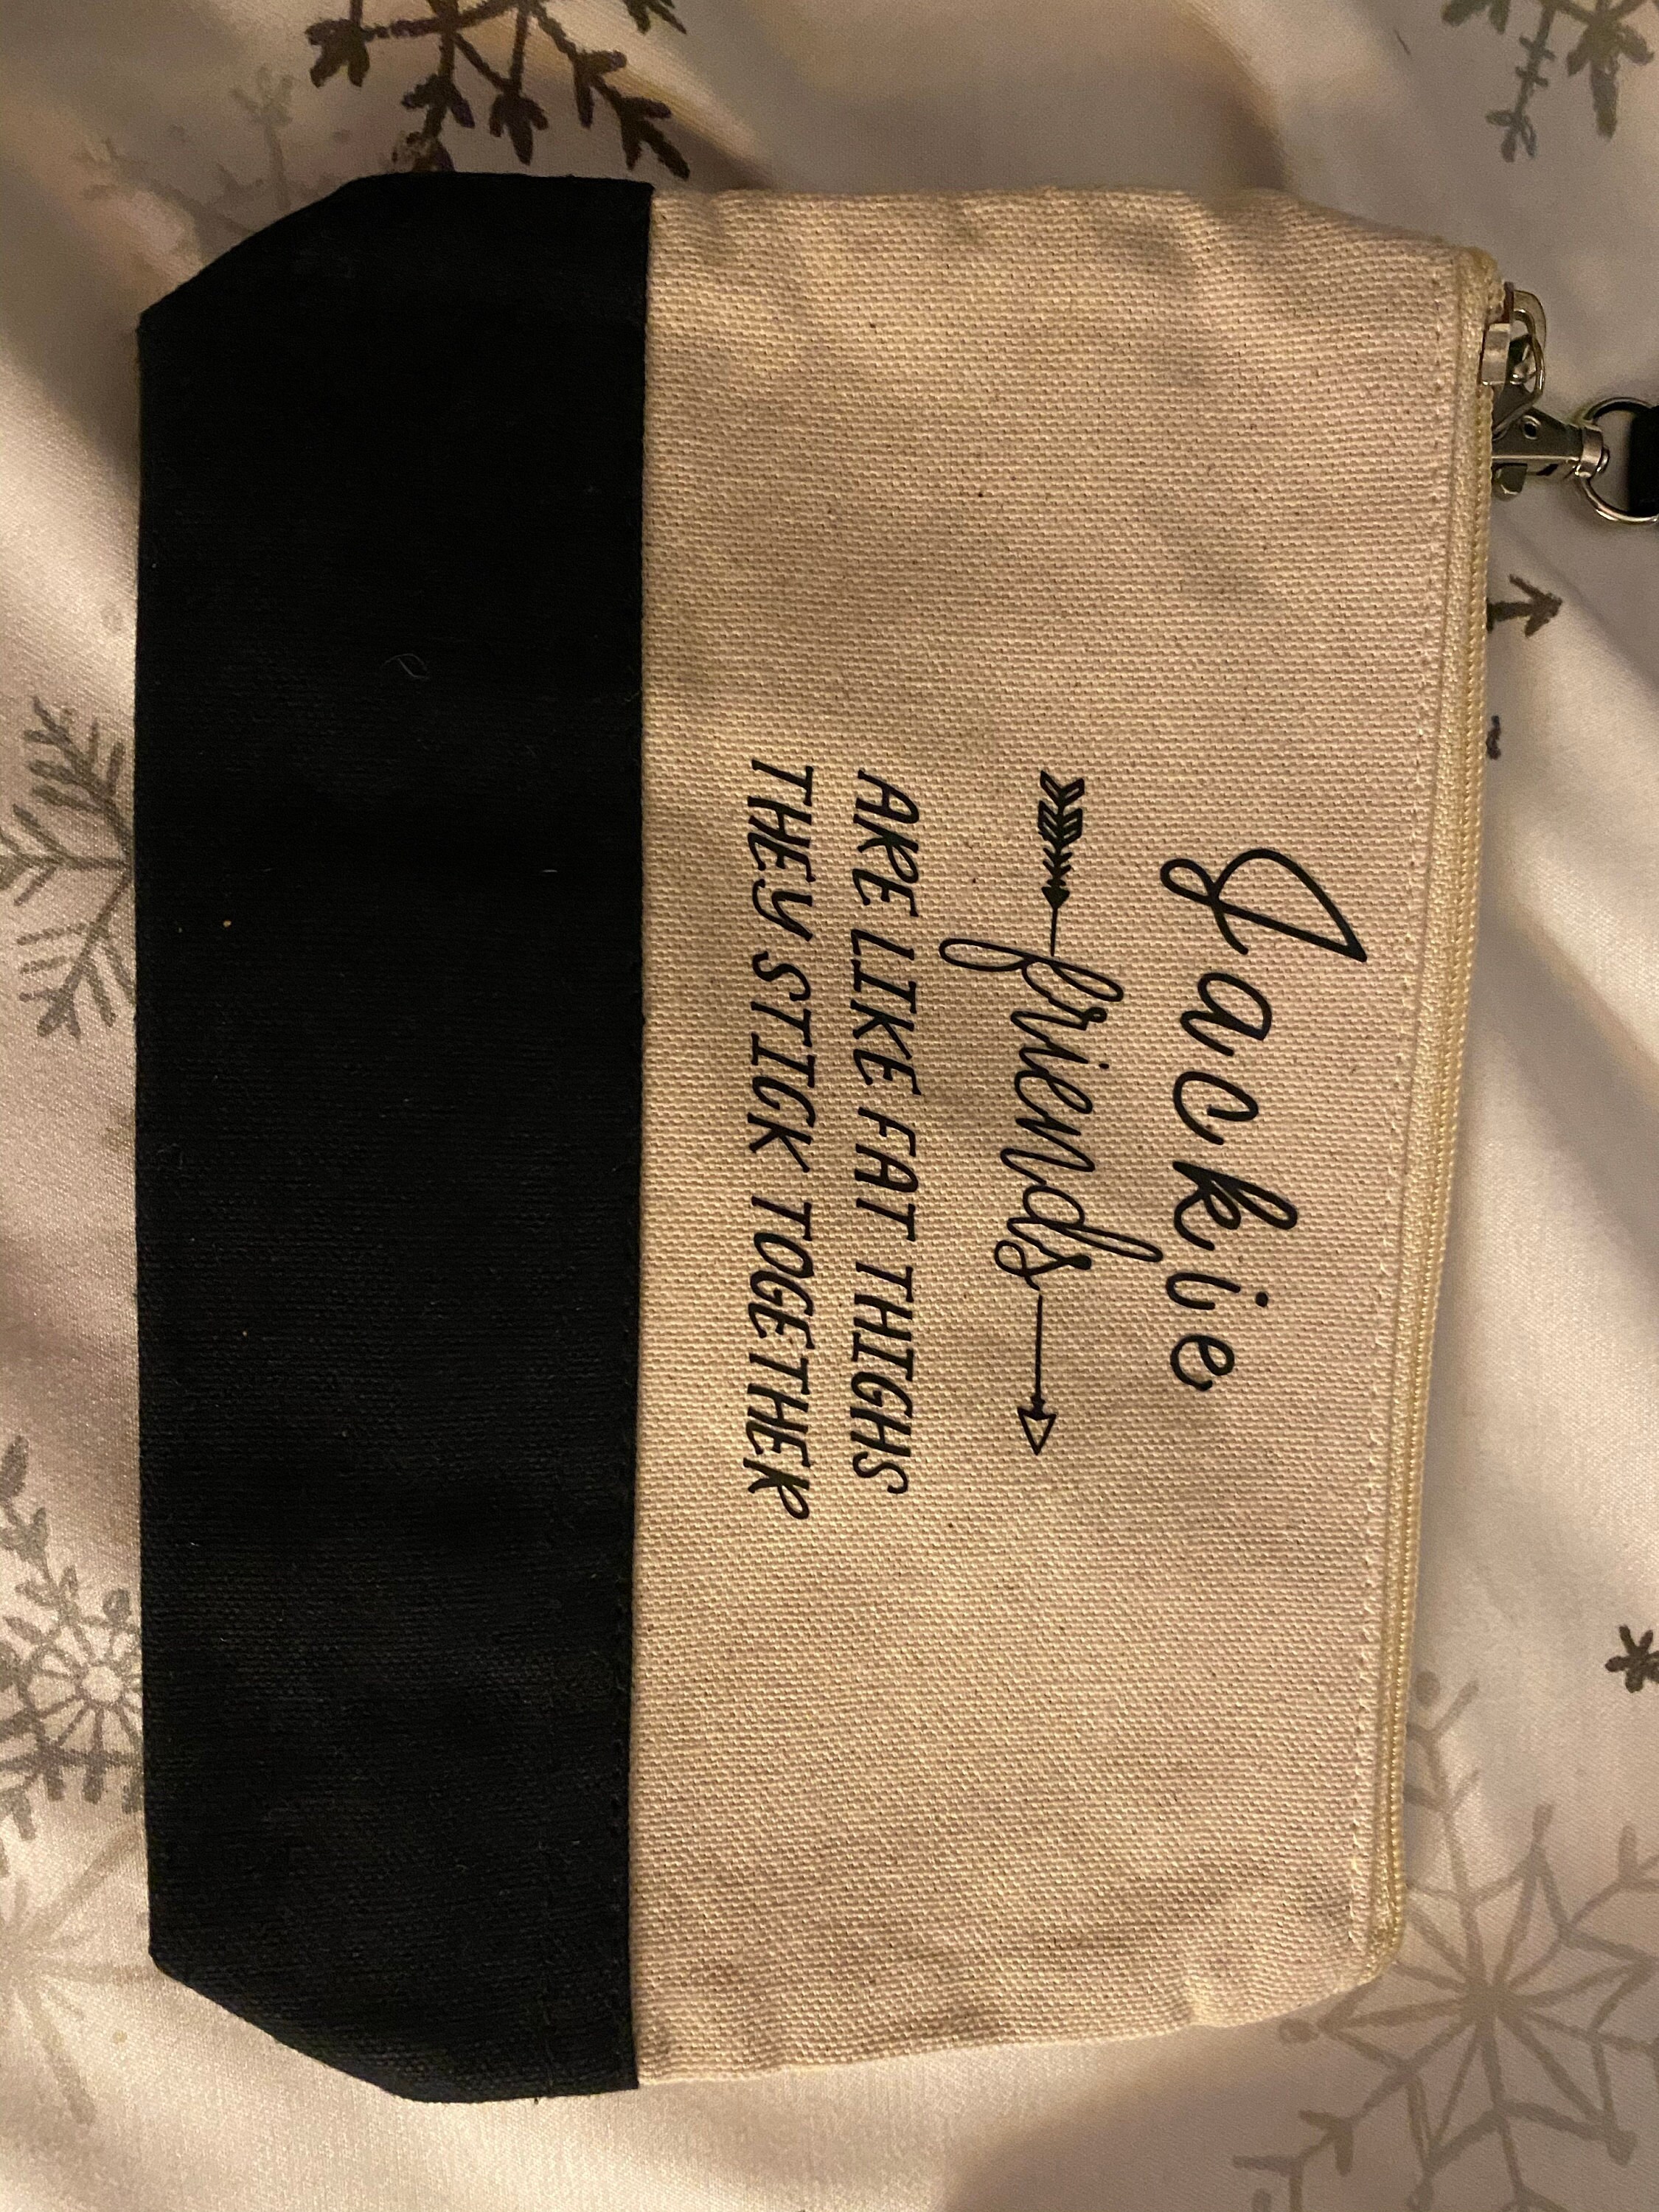 Jackie
friends
ARE LIKE FAT THIGHS
THEY STICK TOGETHER